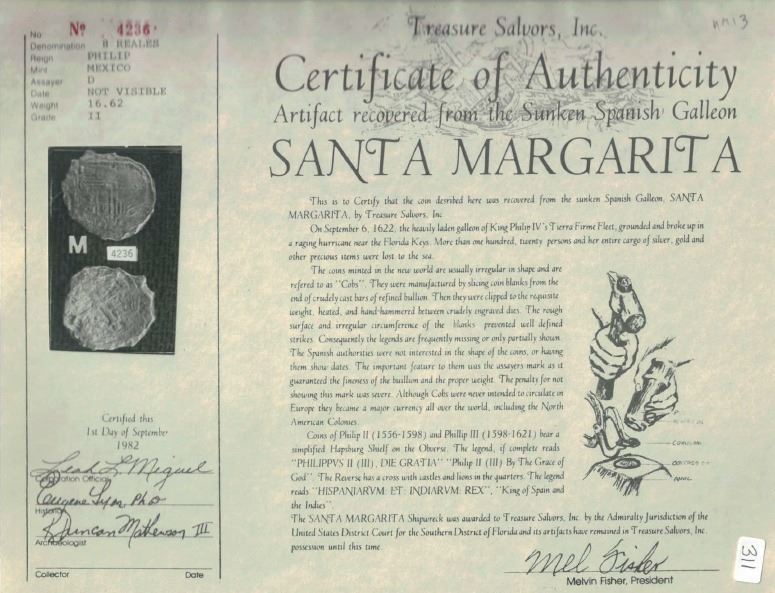 No Nº 4236
Denomination 8 REALES
Reign PHILIP
Mint MEXICO
Assayer D
Date NOT VISIBLE
Weight 16.62
Grade II
M
4236
Certified this
1st Day of September
1982
Leah L Miguel
Corporation Official
Eugene Lyon PhD
Historian
R Duncan Mathewson III
Archaeologist
Collector Date
Treasure Salvors, Inc.
Certificate of Authenticity
Artifact recovered from the Sunken Spanish Galleon
SANTA MARGARITA
This is to Certify that the coin desribed here was recovered from the sunken Spanish Galleon, SANTA
MARGARITA, by Treasure Salvors, Inc
On September 6, 1622, the heavily laden galleon of King Philip IV's Tierra Firme Fleet, grounded and broke up in
a raging hurricane near the Florida Keys. More than one hundred, twenty persons and her entire cargo of silver, gold and
other precious items were lost to the sea.
The coins minted in the new world are usually irregular in shape and are
refered to as "Cobs". They were manufactured by slicing coin blanks from the
end of crudely cast bars of refined bullion. Then they were clipped to the requisite
weight, heated, and hand-hammered between crudely engraved dies. The rough
surface and irregular circumference of the blanks prevented well defined
strikes. Consequently the legends are frequently missing or only partially shown.
The Spanish authorities were not interested in the shape of the coins, or having
them show dates. The important feature to them was the assayers mark as it
guaranteed the fineness of the buillion and the proper weight. The penalty for not
showing this mark was severe. Although Cobs were never intended to circulate in
Europe they became a major currency all over the world, including the North
American Colonies.
Coins of Philip II (1556-1598) and Phillip III (1598-1621) bear a
simplified Hapsburg Shielf on the Obverse. The legend, if complete reads
"PHILIPPVS II (III), DIE GRATIA" "Philip II (III) By The Grace of
God". The Reverse has a cross with castles and lions in the quarters. The legend
reads "HISPANIARVM ET INDIARVM REX", "King of Spain and
the Indies".
The SANTA MARGARITA Shipwreck was awarded to Treasure Salvors, Inc. by the Admiralty Jurisdiction of the
United States District Court for the Southern District of Florida and its artifacts have remained in Treasure Salvors, Inc.
possession until this time.
Mel Fisher
Melvin Fisher, President
311